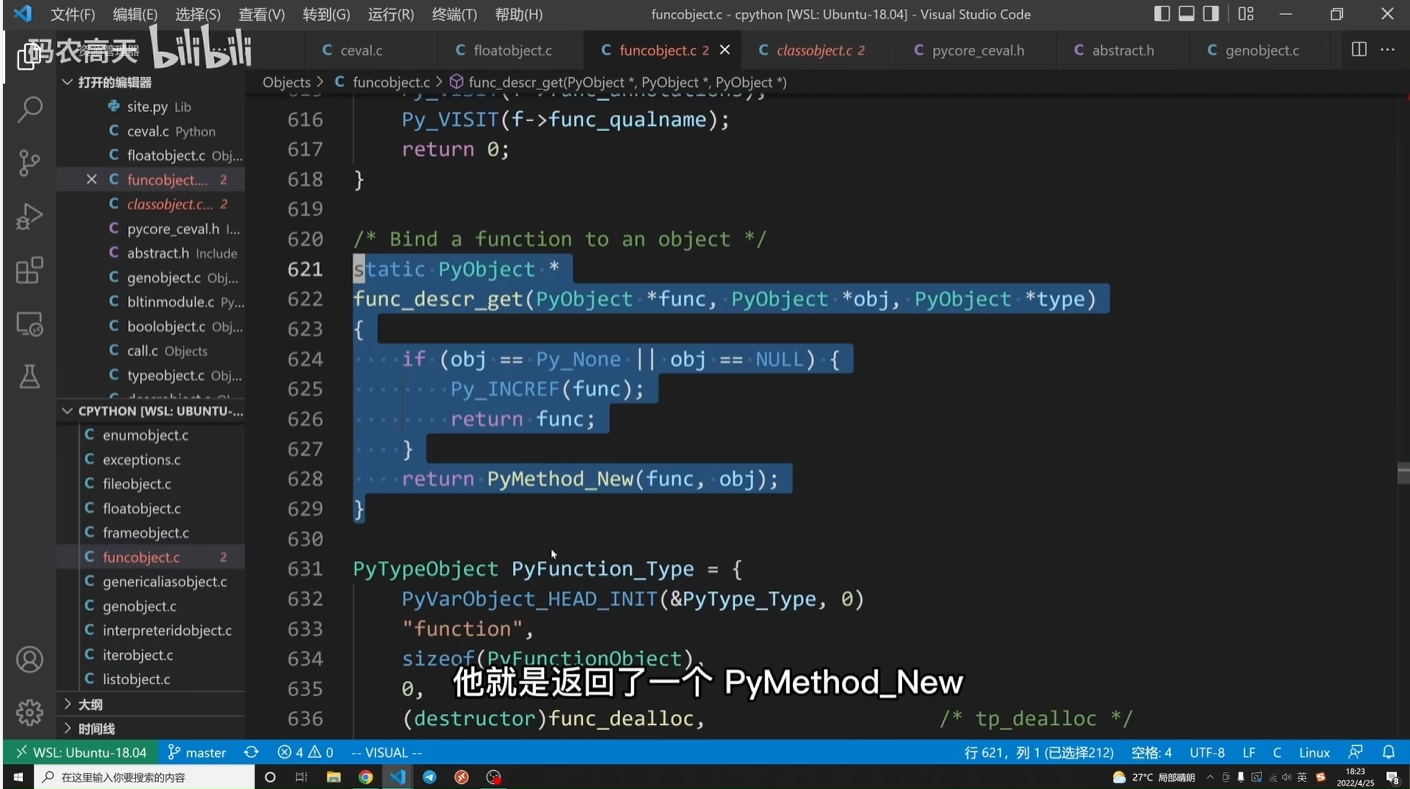 文件(F) 编辑(E) 选择(S) 查看(V) 转到(G) 运行(R) 终端(T) 帮助(H) funcobject.c - cpython [WSL: Ubuntu-18.04] - Visual Studio Code
码农高天 bilibili
C ceval.c C floatobject.c C funcobject.c 2 C classobject.c 2 C pycore_ceval.h C abstract.h C genobject.c
打开的编辑器
site.py Lib
C ceval.c Python
C floatobject.c Obj...
C funcobject.... 2
C classobject.c... 2
C pycore_ceval.h I...
C abstract.h Include
C genobject.c Obj...
C bltinmodule.c Py...
C boolobject.c Obj...
C call.c Objects
C typeobject.c Obj...
CPYTHON [WSL: UBUNTU-...
C enumobject.c
C exceptions.c
C fileobject.c
C floatobject.c
C frameobject.c
C funcobject.c 2
C genericaliasobject.c
C genobject.c
C interpreteridobject.c
C iterobject.c
C listobject.c
大纲
时间线
Objects > C funcobject.c > func_descr_get(PyObject *, PyObject *, PyObject *)
615 Py_VISIT(f->func_annotations);
616 Py_VISIT(f->func_qualname);
617 return 0;
618 }
619
620 /* Bind a function to an object */
621 static PyObject *
622 func_descr_get(PyObject *func, PyObject *obj, PyObject *type)
623 {
624 if (obj == Py_None || obj == NULL) {
625 Py_INCREF(func);
626 return func;
627 }
628 return PyMethod_New(func, obj);
629 }
630
631 PyTypeObject PyFunction_Type = {
632 PyVarObject_HEAD_INIT(&PyType_Type, 0)
633 "function",
634 sizeof(PyFunctionObject),
635 0,
636 (destructor)func_dealloc, /* tp_dealloc */
他就是返回了一个 PyMethod_New
WSL: Ubuntu-18.04 master 4 0 -- VISUAL -- 行 621，列 1 (已选择212) 空格: 4 UTF-8 LF C Linux
在这里输入你要搜索的内容 27°C 局部晴朗 英 18:23
2022/4/25